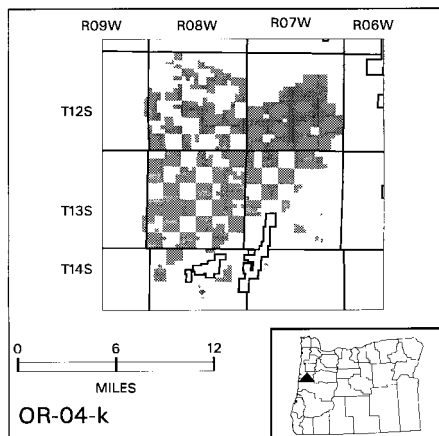 R09W R08W R07W R06W
T12S
T13S
T14S
0 6 12
MILES
OR-04-k